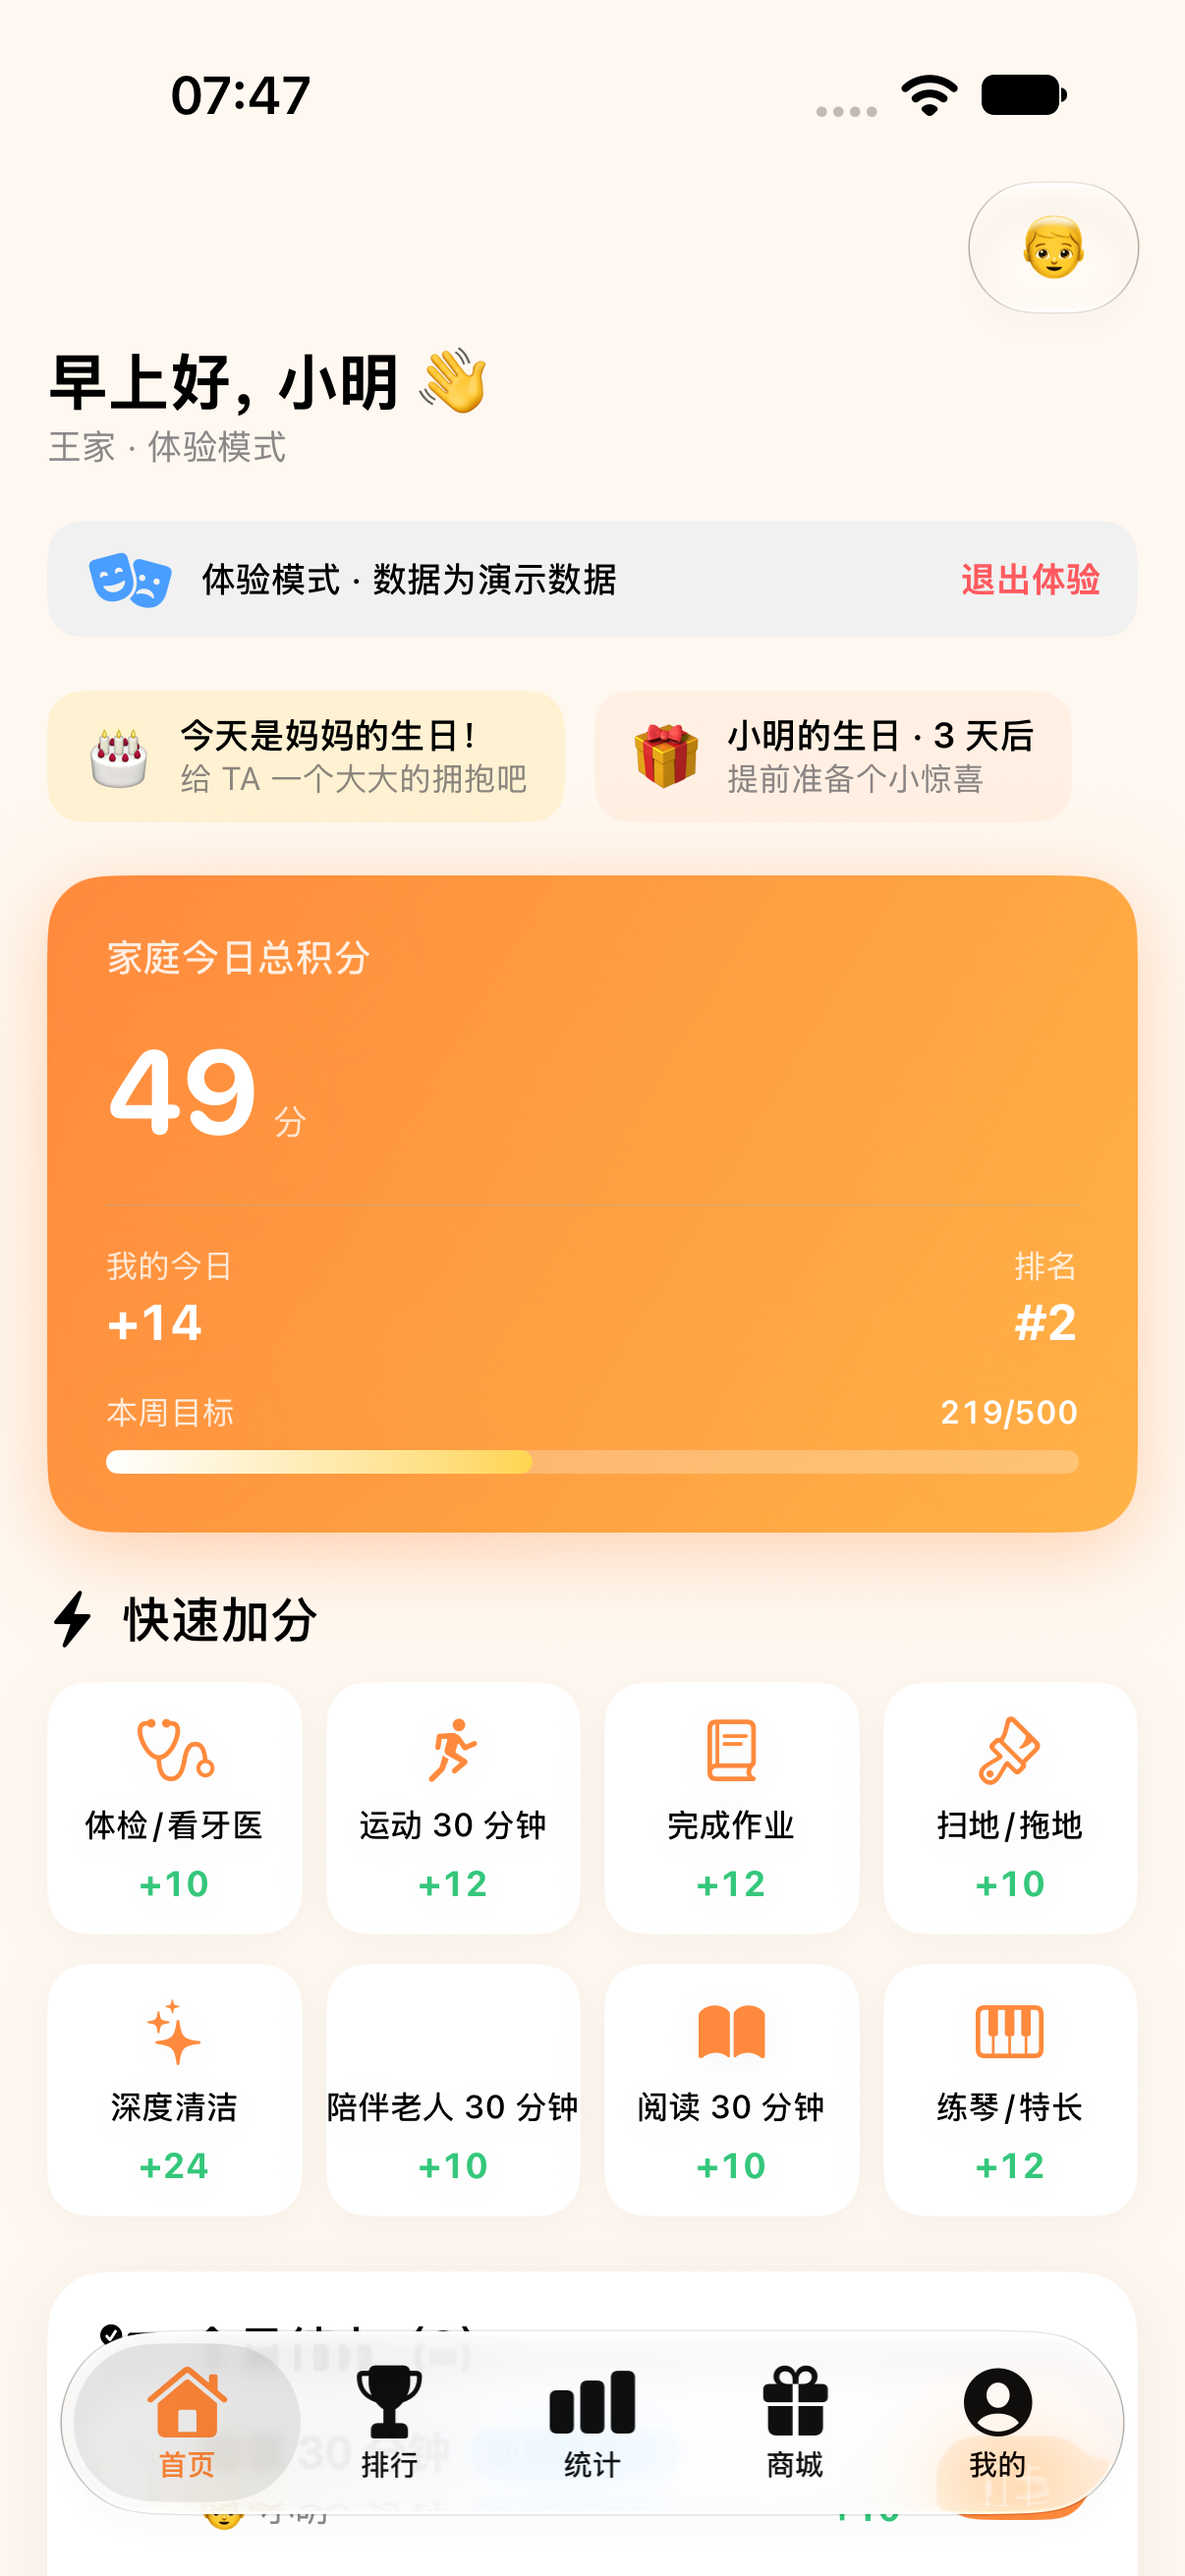 07:47
早上好，小明 👋
王家 · 体验模式
体验模式 · 数据为演示数据
退出体验
今天是妈妈的生日！
给 TA 一个大大的拥抱吧
小明的生日 · 3 天后
提前准备个小惊喜
家庭今日总积分
49 分
我的今日
排名
+14
#2
本周目标
219/500
快速加分
体检/看牙医
+10
运动 30 分钟
+12
完成作业
+12
扫地/拖地
+10
深度清洁
+24
陪伴老人 30 分钟
+10
阅读 30 分钟
+10
练琴/特长
+12
30
钟
首页
排行
统计
商城
我的